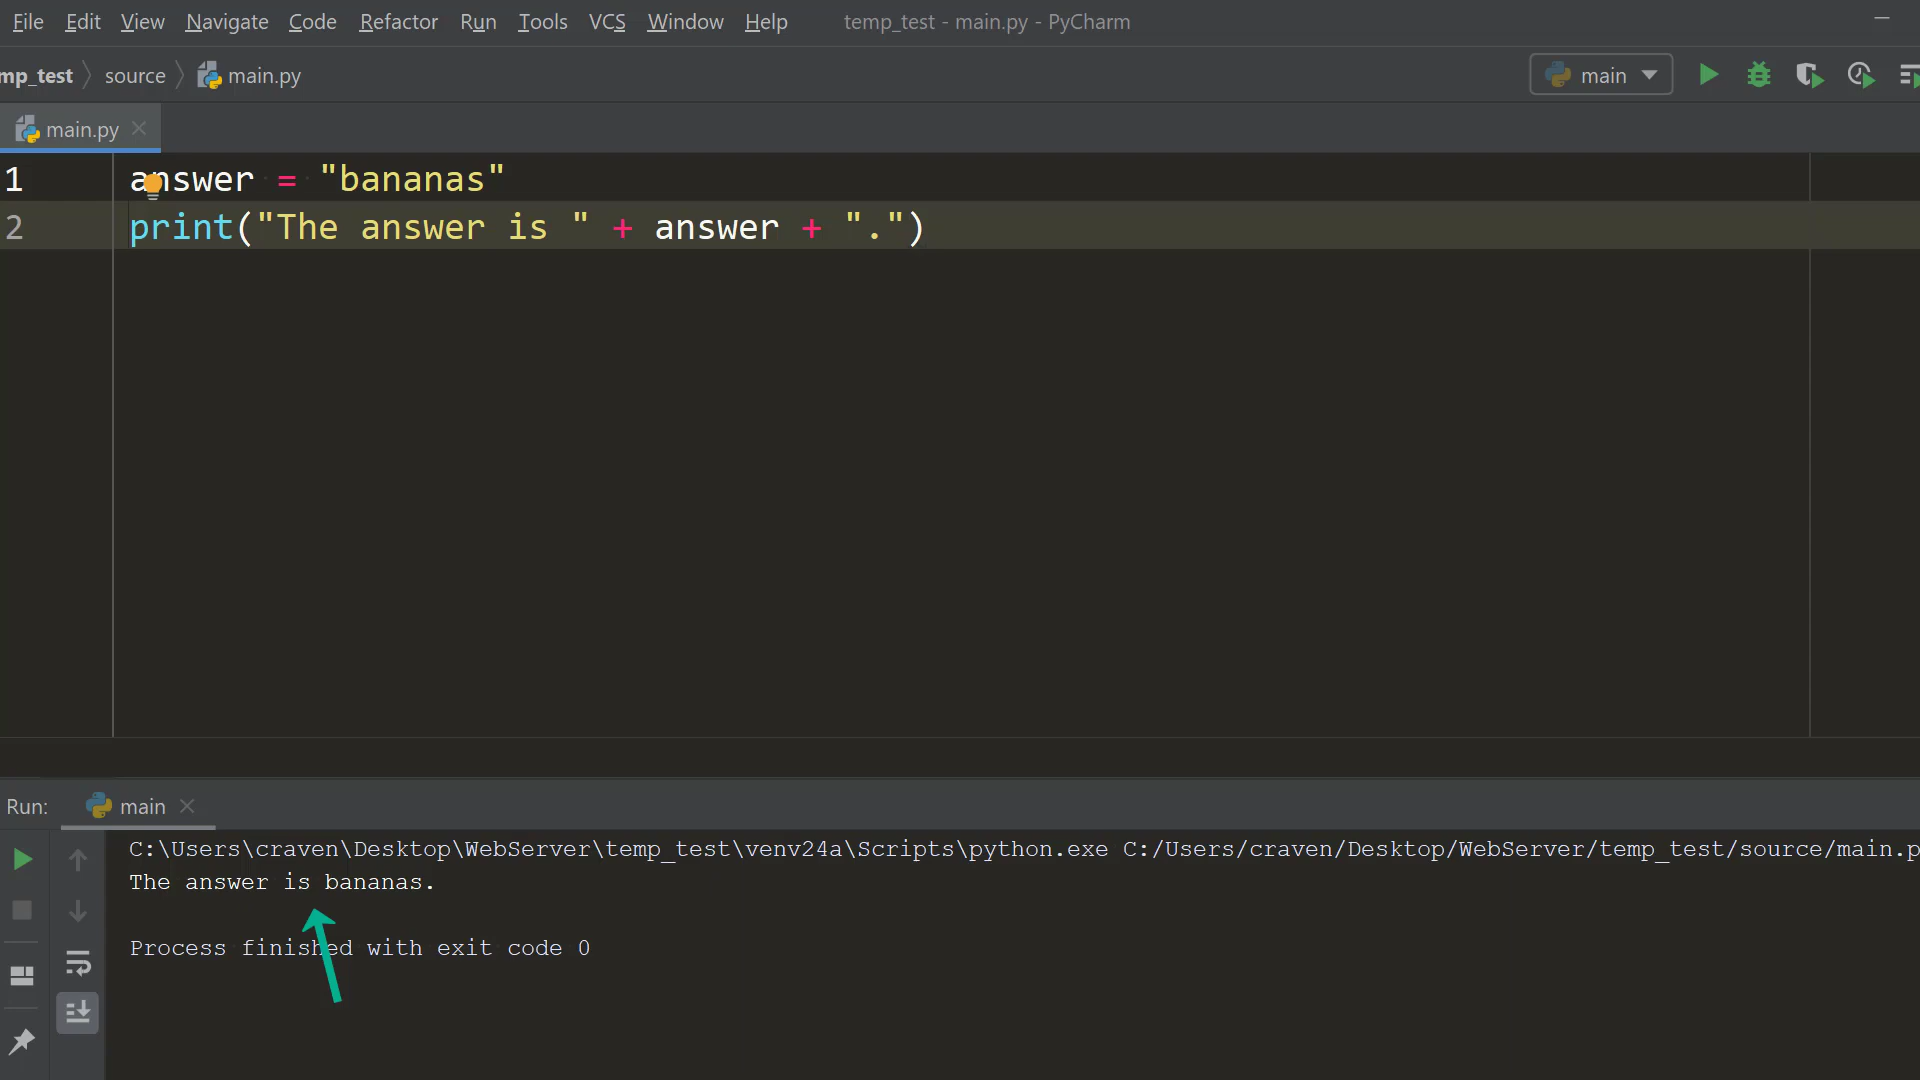 File Edit View Navigate Code Refactor Run Tools VCS Window Help temp_test - main.py - PyCharm
mp_test source main.py
main
main.py
1 answer = "bananas"
2 print("The answer is " + answer + ".")
Run: main
C:\Users\craven\Desktop\WebServer\temp_test\venv24a\Scripts\python.exe C:/Users/craven/Desktop/WebServer/temp_test/source/main.p
The answer is bananas.
Process finished with exit code 0